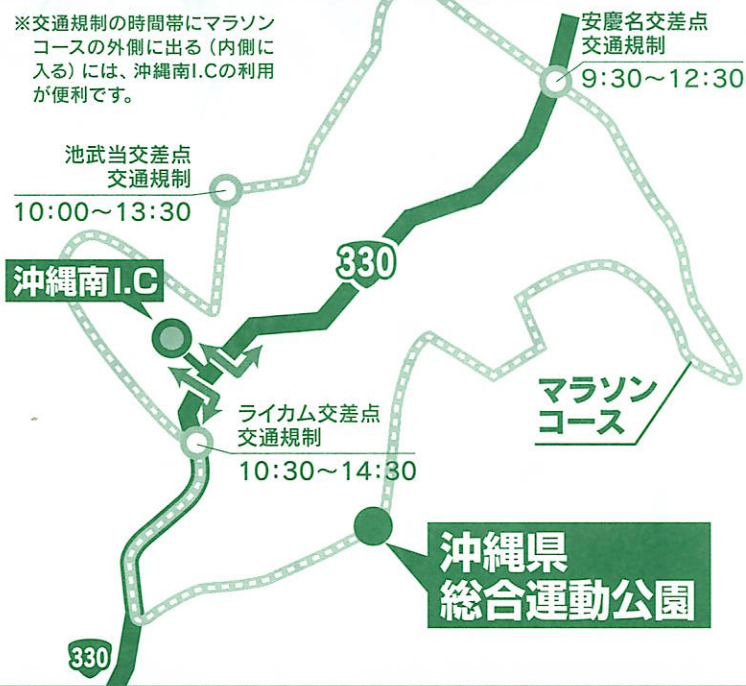 ※交通規制の時間帯にマラソン
コースの外側に出る（内側に
入る）には、沖縄南I.Cの利用
が便利です。
安慶名交差点
交通規制
9:30～12:30
池武当交差点
交通規制
10:00～13:30
330
沖縄南I.C
マラソン
コース
ライカム交差点
交通規制
10:30～14:30
沖縄県
総合運動公園
330